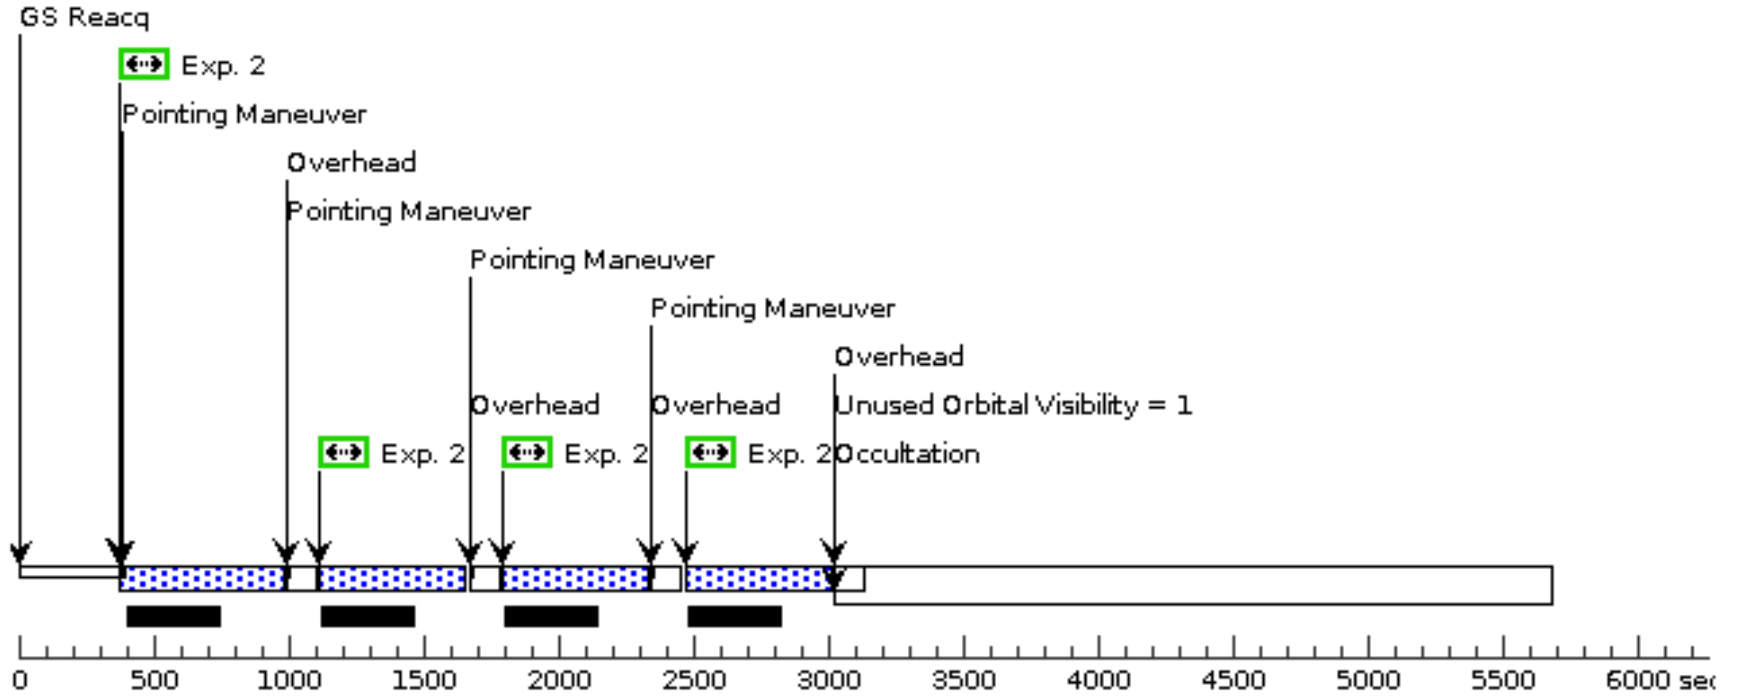 GS Reacq
Exp. 2
Pointing Maneuver
Overhead
Pointing Maneuver
Pointing Maneuver
Pointing Maneuver
Overhead
Overhead Overhead Unused Orbital Visibility = 1
Exp. 2 Exp. 2 Exp. 2 Occultation
0 500 1000 1500 2000 2500 3000 3500 4000 4500 5000 5500 6000 sec